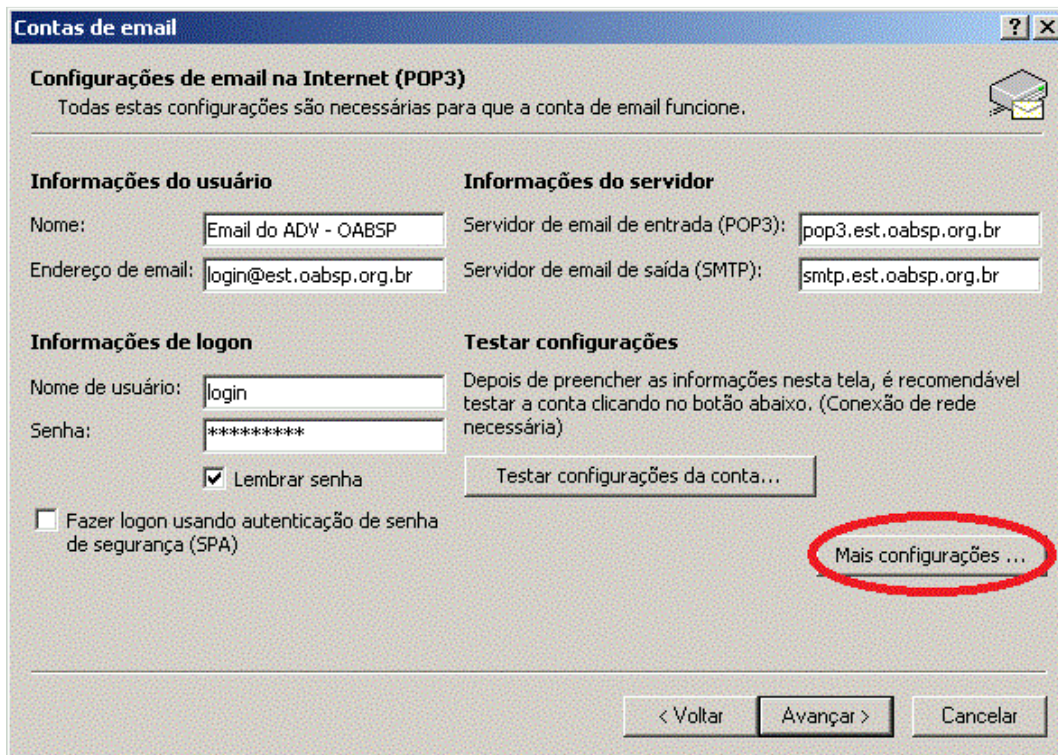 Contas de email
Configurações de email na Internet (POP3)
Todas estas configurações são necessárias para que a conta de email funcione.
Informações do usuário
Nome: Email do ADV - OABSP
Endereço de email: login@est.oabsp.org.br
Informações do servidor
Servidor de email de entrada (POP3): pop3.est.oabsp.org.br
Servidor de email de saída (SMTP): smtp.est.oabsp.org.br
Informações de logon
Nome de usuário: login
Senha: *********
Lembrar senha
Fazer logon usando autenticação de senha
de segurança (SPA)
Testar configurações
Depois de preencher as informações nesta tela, é recomendável
testar a conta clicando no botão abaixo. (Conexão de rede
necessária)
Testar configurações da conta...
Mais configurações ...
< Voltar
Avançar >
Cancelar